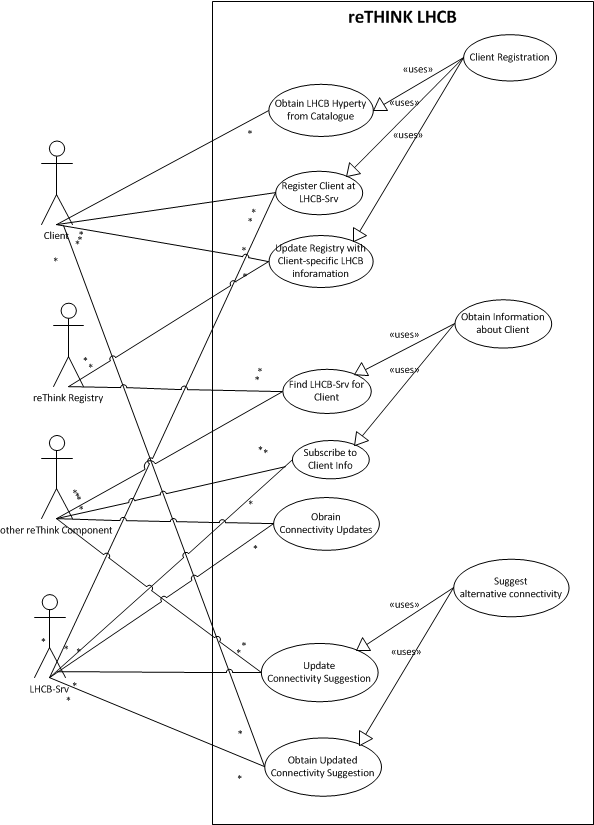 reTHINK LHCB
Client Registration
«uses»
Obtain LHCB Hyperty
from Catalogue
«uses»
«uses»
*
Register Client at
LHCB-Srv
*
*
Client
*
*
*
*
Update Registry with
Client-specific LHCB
inforamation
*
*
Obtain Information
about Client
«uses»
*
*
«uses»
*
*
Find LHCB-Srv for
Client
reThink Registry
**
Subscribe to
Client Info
***
*
*
Obrain
Connectivity Updates
other reThink Component
*
Suggest
alternative connectivity
«uses»
*
*
*
*
*
«uses»
Update
Connectivity Suggestion
LHCB-Srv
*
*
*
Obtain Updated
Connectivity Suggestion
*